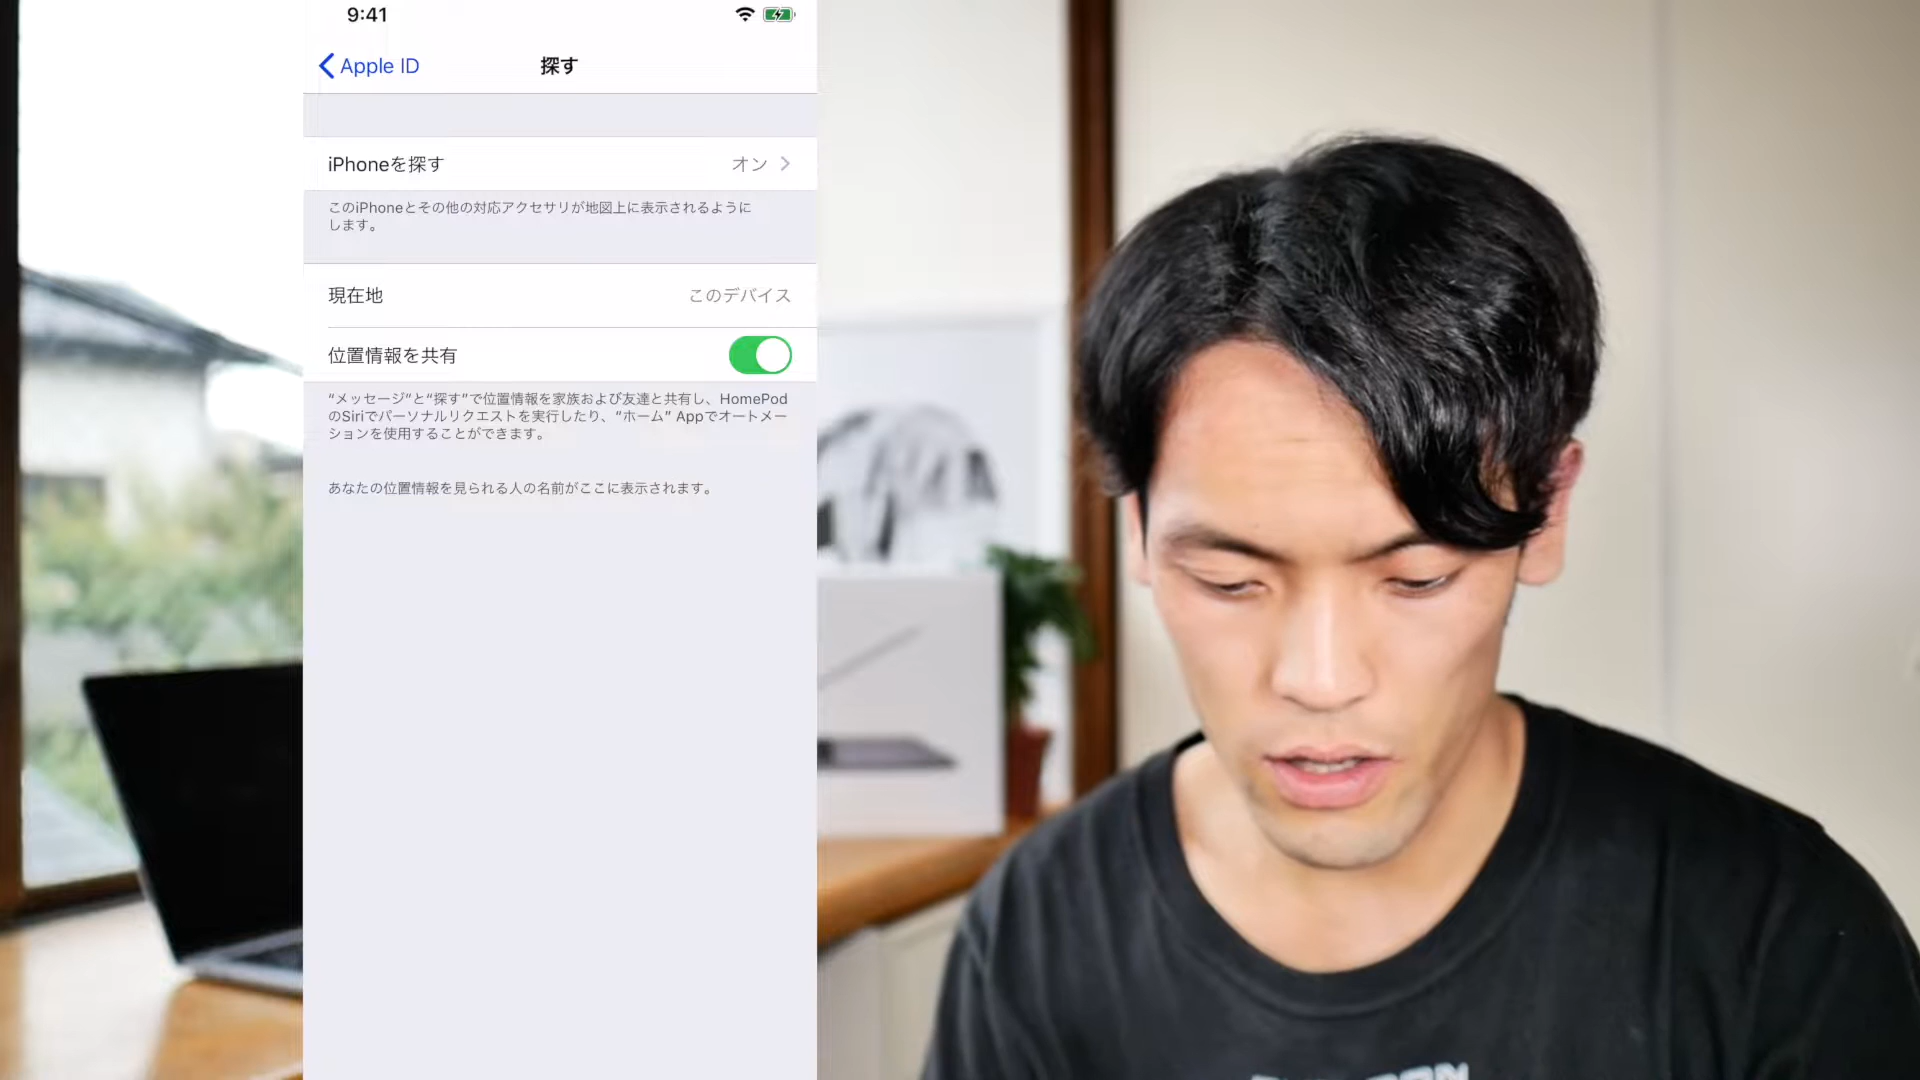 9:41
Apple ID
探す
iPhoneを探す
オン
このiPhoneとその他の対応アクセサリが地図上に表示されるように
します。
現在地
このデバイス
位置情報を共有
“メッセージ”と“探す”で位置情報を家族および友達と共有し、HomePod
のSiriでパーソナルリクエストを実行したり、“ホーム” Appでオートメー
ションを使用することができます。
あなたの位置情報を見られる人の名前がここに表示されます。